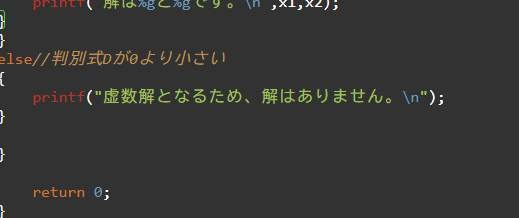 printf("解は%gと%gです。\n",x1,x2);
}
}
else//判別式Dが0より小さい
{
printf("虚数解となるため、解はありません。\n");
}
}
return 0;
}